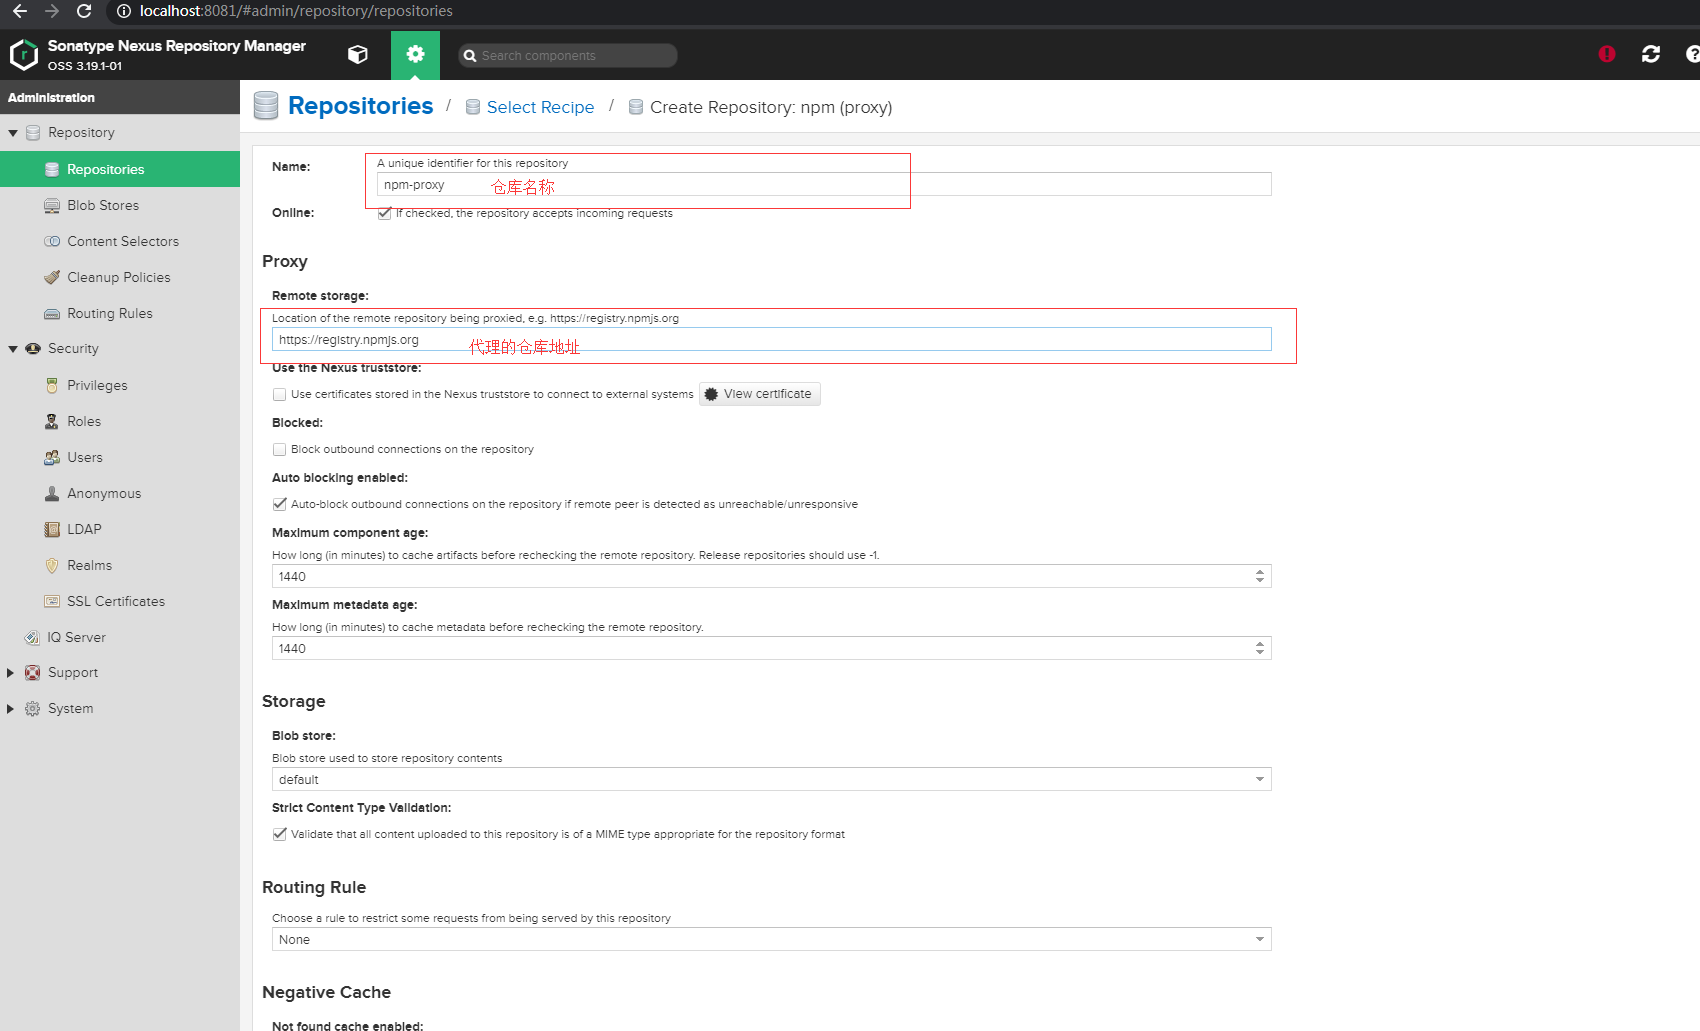 localhost:8081/#admin/repository/repositories
Sonatype Nexus Repository Manager
OSS 3.19.1-01
Search components
Administration
Repository
Repositories
Blob Stores
Content Selectors
Cleanup Policies
Routing Rules
Security
Privileges
Roles
Users
Anonymous
LDAP
Realms
SSL Certificates
IQ Server
Support
System
Repositories / Select Recipe / Create Repository: npm (proxy)
Name:
A unique identifier for this repository
npm-proxy 仓库名称
Online:
If checked, the repository accepts incoming requests
Proxy
Remote storage:
Location of the remote repository being proxied, e.g. https://registry.npmjs.org
https://registry.npmjs.org 代理的仓库地址
Use the Nexus truststore:
Use certificates stored in the Nexus truststore to connect to external systems View certificate
Blocked:
Block outbound connections on the repository
Auto blocking enabled:
Auto-block outbound connections on the repository if remote peer is detected as unreachable/unresponsive
Maximum component age:
How long (in minutes) to cache artifacts before rechecking the remote repository. Release repositories should use -1.
1440
Maximum metadata age:
How long (in minutes) to cache metadata before rechecking the remote repository.
1440
Storage
Blob store:
Blob store used to store repository contents
default
Strict Content Type Validation:
Validate that all content uploaded to this repository is of a MIME type appropriate for the repository format
Routing Rule
Choose a rule to restrict some requests from being served by this repository
None
Negative Cache
Not found cache enabled: